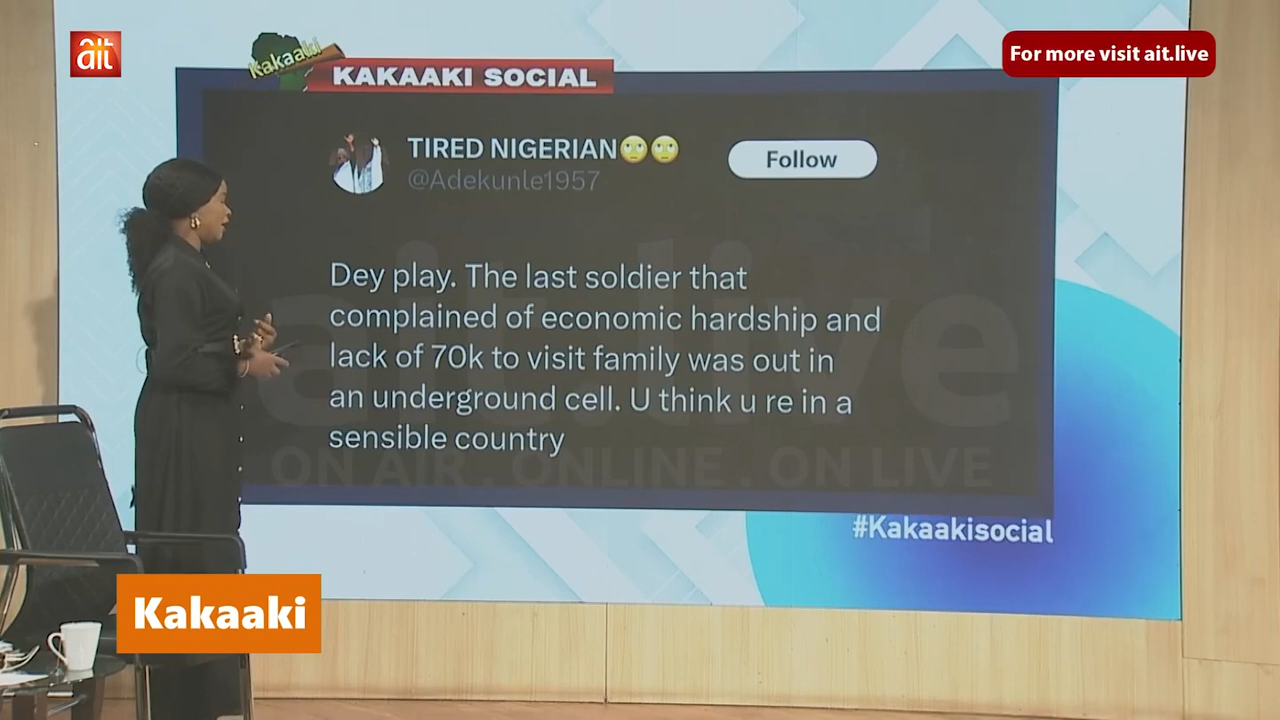 ait
For more visit ait.live
Kakaaki
KAKAAKI SOCIAL
TIRED NIGERIAN🙄🙄
@Adekunle1957
Follow
Dey play. The last soldier that
complained of economic hardship and
lack of 70k to visit family was out in
an underground cell. U think u re in a
sensible country
ait.live
ON AIR . ONLINE . ON LIVE
#Kakaakisocial
Kakaaki